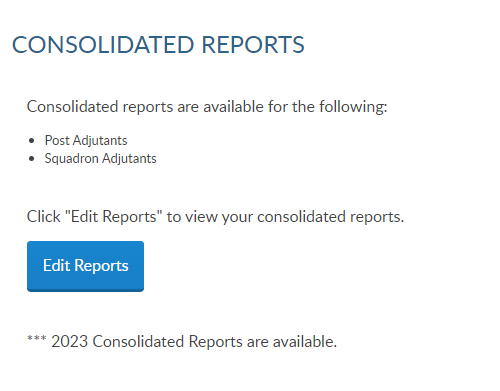 CONSOLIDATED REPORTS
Consolidated reports are available for the following:
• Post Adjutants
• Squadron Adjutants
Click "Edit Reports" to view your consolidated reports.
Edit Reports
*** 2023 Consolidated Reports are available.